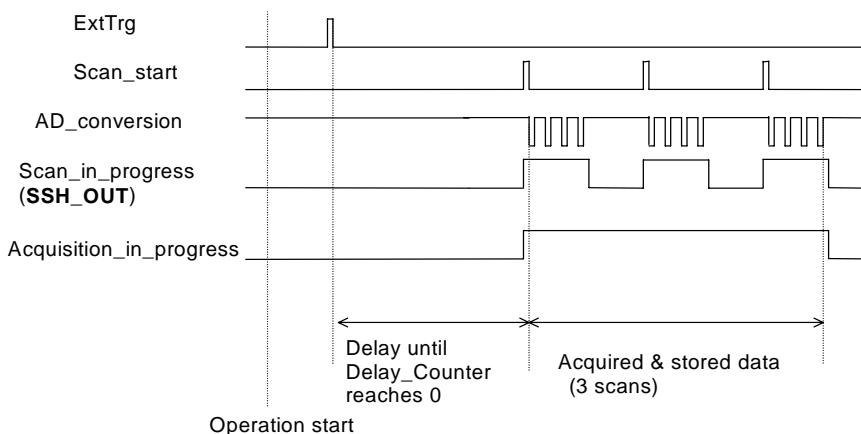 ExtTrg
Scan_start
AD_conversion
Scan_in_progress
(SSH_OUT)
Acquisition_in_progress
Delay until
Delay_Counter
reaches 0
Acquired & stored data
(3 scans)
Operation start